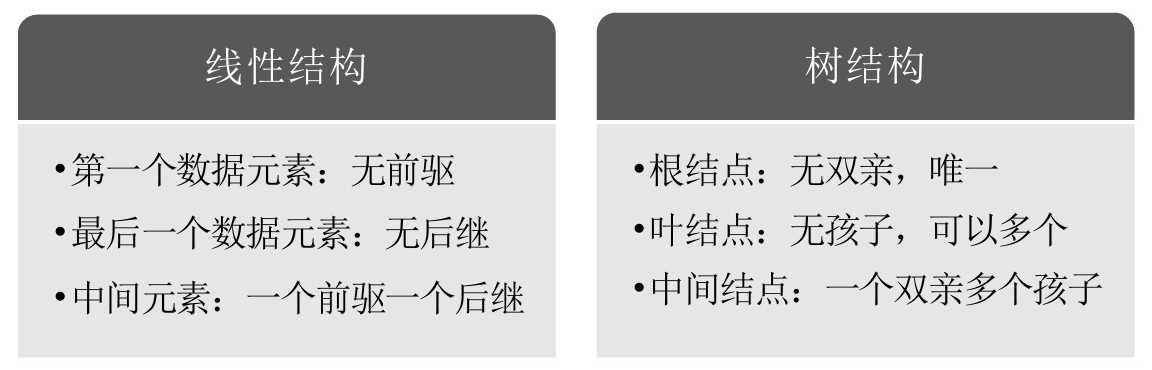 线性结构
•第一个数据元素：无前驱
•最后一个数据元素：无后继
•中间元素：一个前驱一个后继
树结构
•根结点：无双亲，唯一
•叶结点：无孩子，可以多个
•中间结点：一个双亲多个孩子